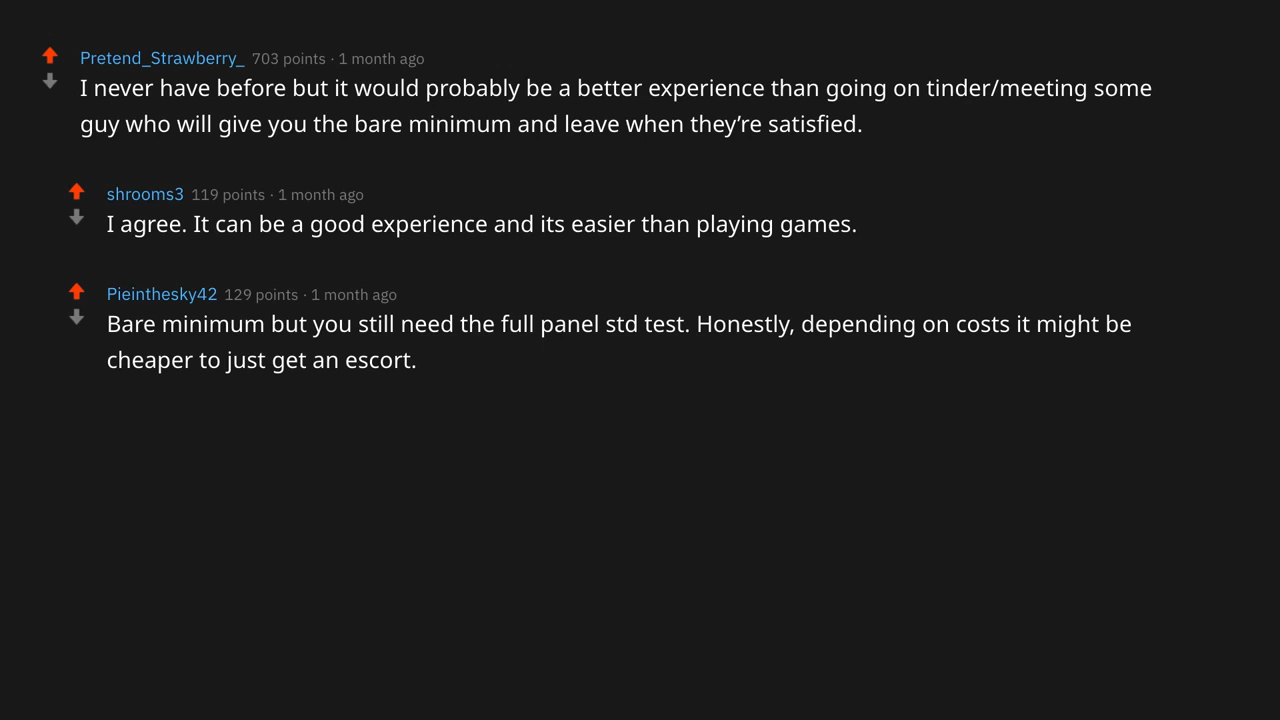 Pretend_Strawberry_ 703 points · 1 month ago
I never have before but it would probably be a better experience than going on tinder/meeting some
guy who will give you the bare minimum and leave when they’re satisfied.
shrooms3 119 points · 1 month ago
I agree. It can be a good experience and its easier than playing games.
Pieinthesky42 129 points · 1 month ago
Bare minimum but you still need the full panel std test. Honestly, depending on costs it might be
cheaper to just get an escort.